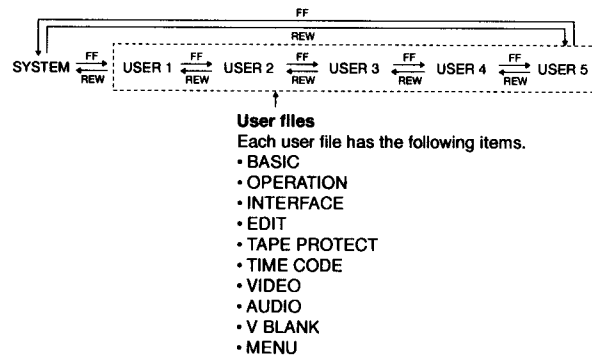 FF
REW
FF FF FF FF FF
SYSTEM USER 1 USER 2 USER 3 USER 4 USER 5
REW REW REW REW REW
User files
Each user file has the following items.
• BASIC
• OPERATION
• INTERFACE
• EDIT
• TAPE PROTECT
• TIME CODE
• VIDEO
• AUDIO
• V BLANK
• MENU